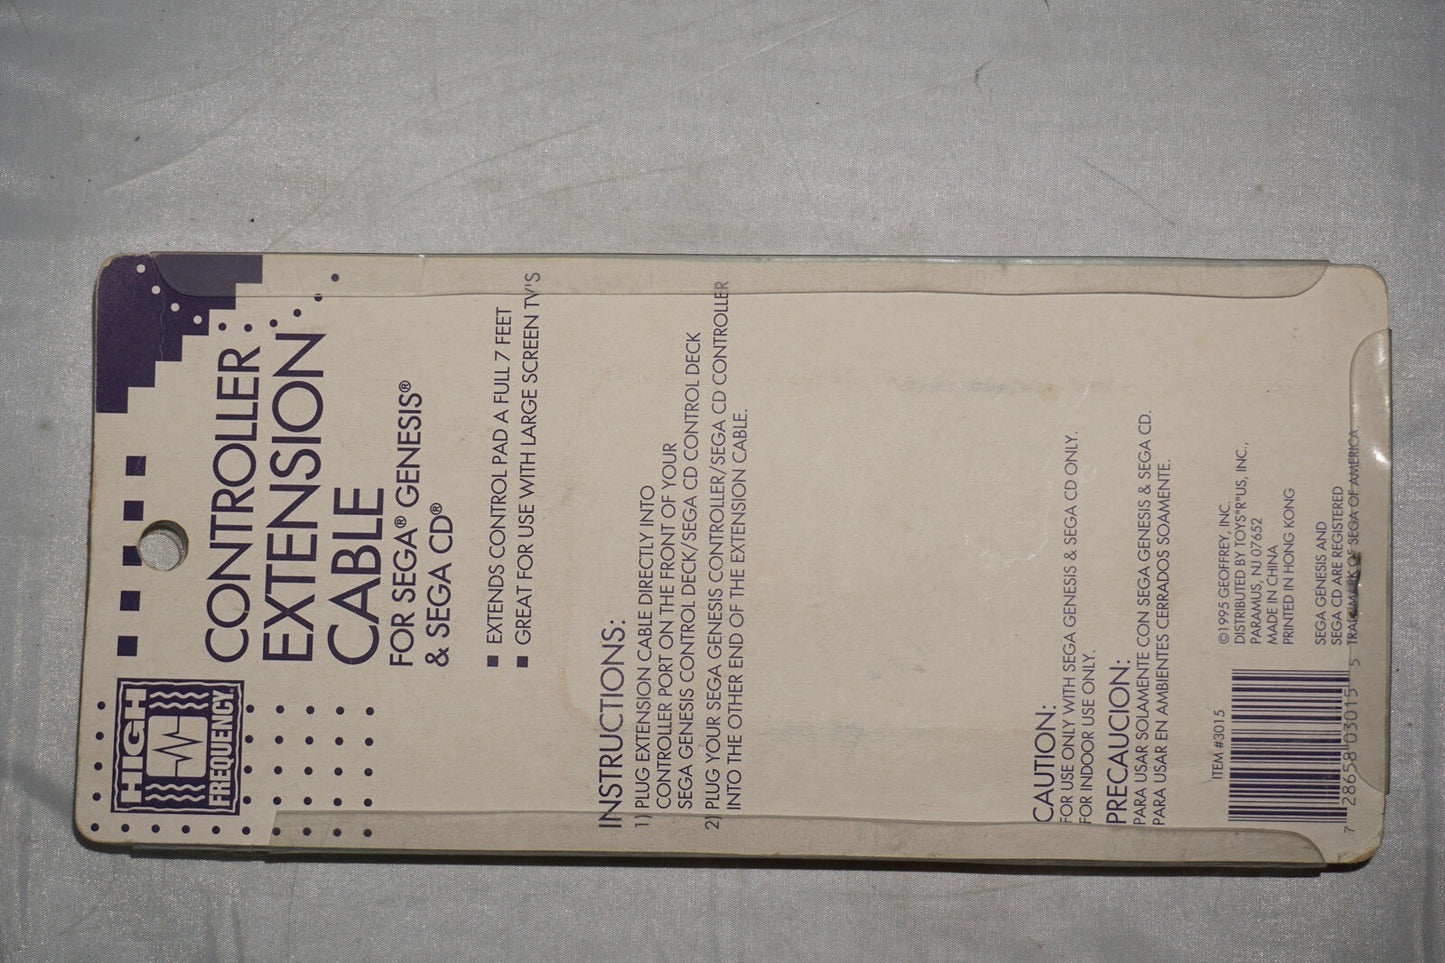 HIGH
FREQUENCY®
CONTROLLER
EXTENSION
CABLE
FOR SEGA® GENESIS®
& SEGA CD®
■ EXTENDS CONTROL PAD A FULL 7 FEET
■ GREAT FOR USE WITH LARGE SCREEN TV'S
INSTRUCTIONS:
1) PLUG EXTENSION CABLE DIRECTLY INTO
CONTROLLER PORT ON THE FRONT OF YOUR
SEGA GENESIS CONTROL DECK/SEGA CD CONTROL DECK
2) PLUG YOUR SEGA GENESIS CONTROLLER/SEGA CD CONTROLLER
INTO THE OTHER END OF THE EXTENSION CABLE.
CAUTION:
FOR USE ONLY WITH SEGA GENESIS & SEGA CD ONLY.
FOR INDOOR USE ONLY.
PRECAUCION:
PARA USAR SOLAMENTE CON SEGA GENESIS & SEGA CD.
PARA USAR EN AMBIENTES CERRADOS SOAMENTE.
ITEM #3015
7 28658 03015 5
©1995 GEOFFREY, INC.
DISTRIBUTED BY TOYS"R"US, INC.,
PARAMUS, NJ 07652
MADE IN CHINA
PRINTED IN HONG KONG
SEGA GENESIS AND
SEGA CD ARE REGISTERED
TRADEMARK OF SEGA OF AMERICA.